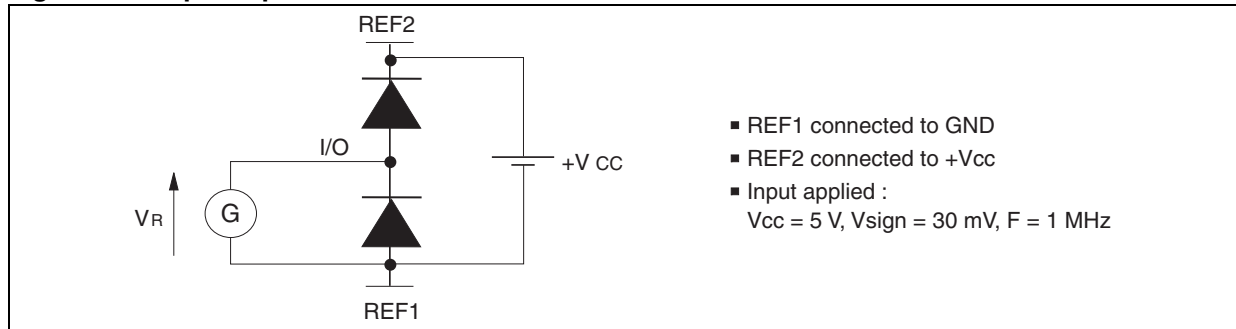 REF2
I/O
+V CC
VR
G
REF1
▪ REF1 connected to GND
▪ REF2 connected to +Vcc
▪ Input applied :
Vcc = 5 V, Vsign = 30 mV, F = 1 MHz